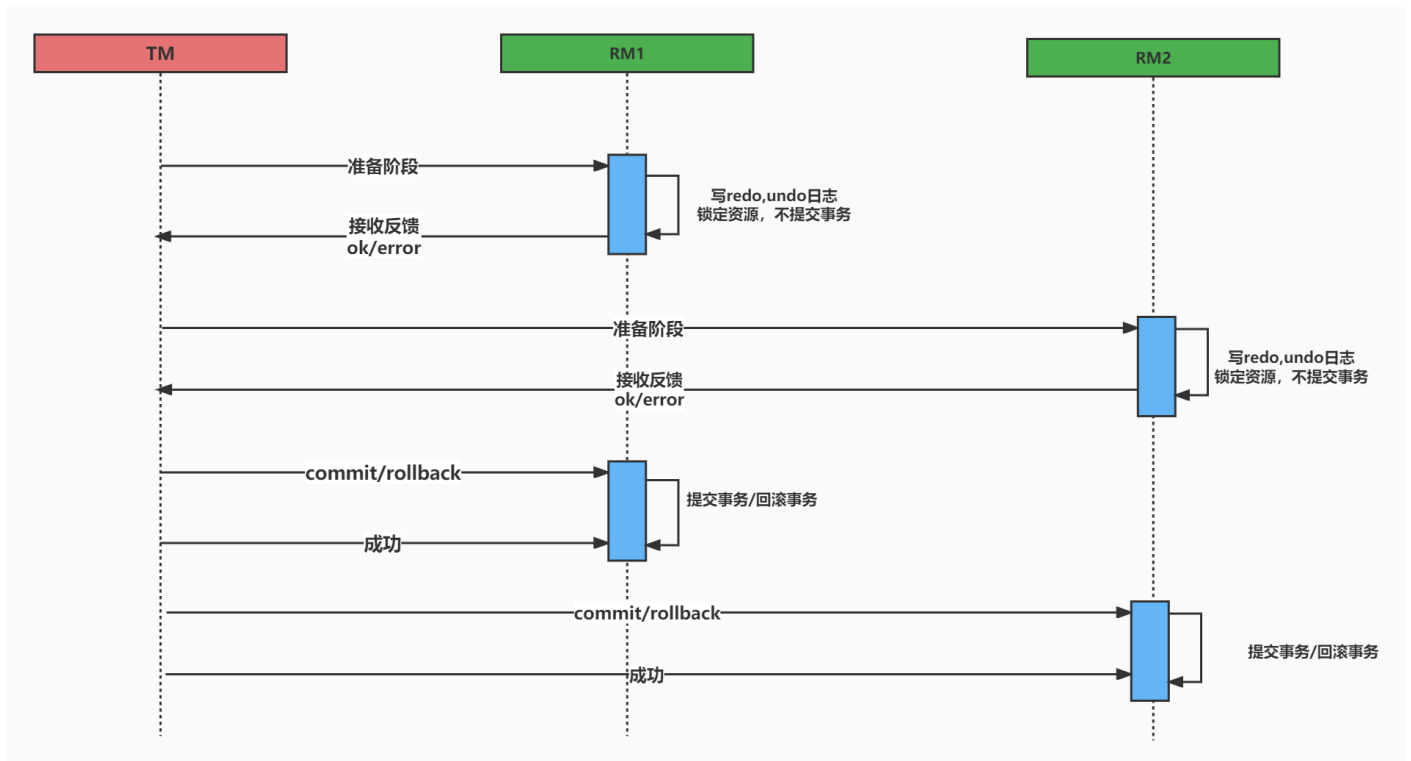 TM
RM1
RM2
准备阶段
写redo,undo日志
锁定资源，不提交事务
接收反馈
ok/error
准备阶段
写redo,undo日志
锁定资源，不提交事务
接收反馈
ok/error
commit/rollback
提交事务/回滚事务
成功
commit/rollback
提交事务/回滚事务
成功